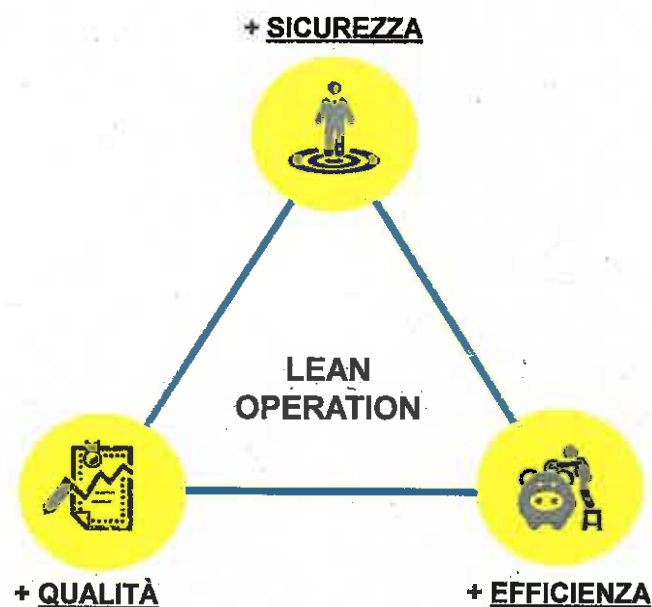 + SICUREZZA
LEAN
OPERATION
+ QUALITÀ
+ EFFICIENZA